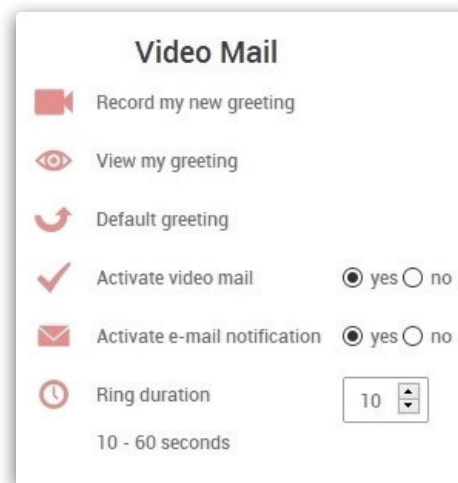 Video Mail
Record my new greeting
View my greeting
Default greeting
Activate video mail yes no
Activate e-mail notification yes no
Ring duration 10
10 - 60 seconds